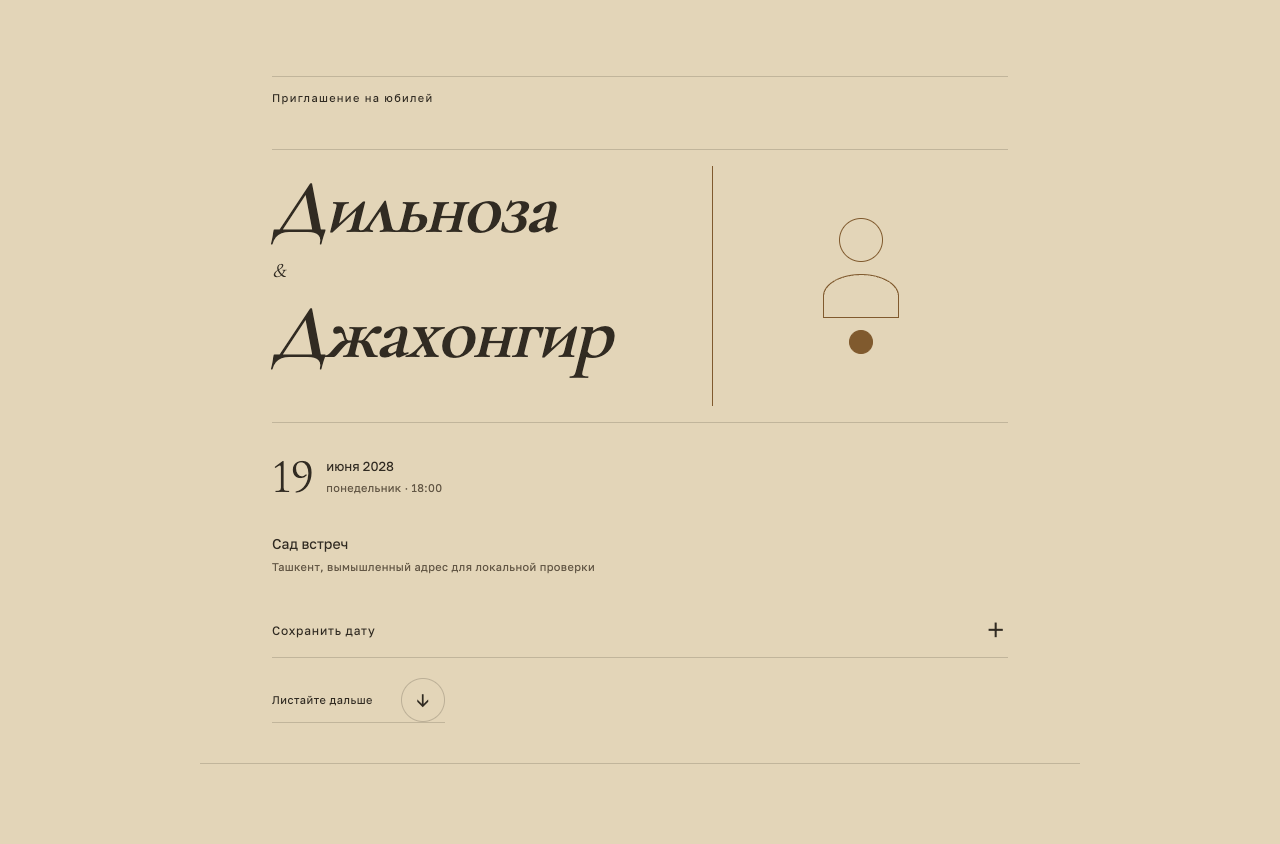 Приглашение на юбилей
Дильноза
&
Джахонгир
19
июня 2028
понедельник · 18:00
Сад встреч
Ташкент, вымышленный адрес для локальной проверки
Сохранить дату
+
Листайте дальше
↓